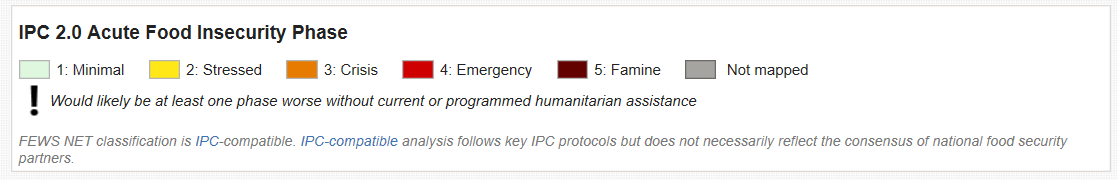 IPC 2.0 Acute Food Insecurity Phase
1: Minimal 2: Stressed 3: Crisis 4: Emergency 5: Famine Not mapped
! Would likely be at least one phase worse without current or programmed humanitarian assistance
FEWS NET classification is IPC-compatible. IPC-compatible analysis follows key IPC protocols but does not necessarily reflect the consensus of national food security
partners.